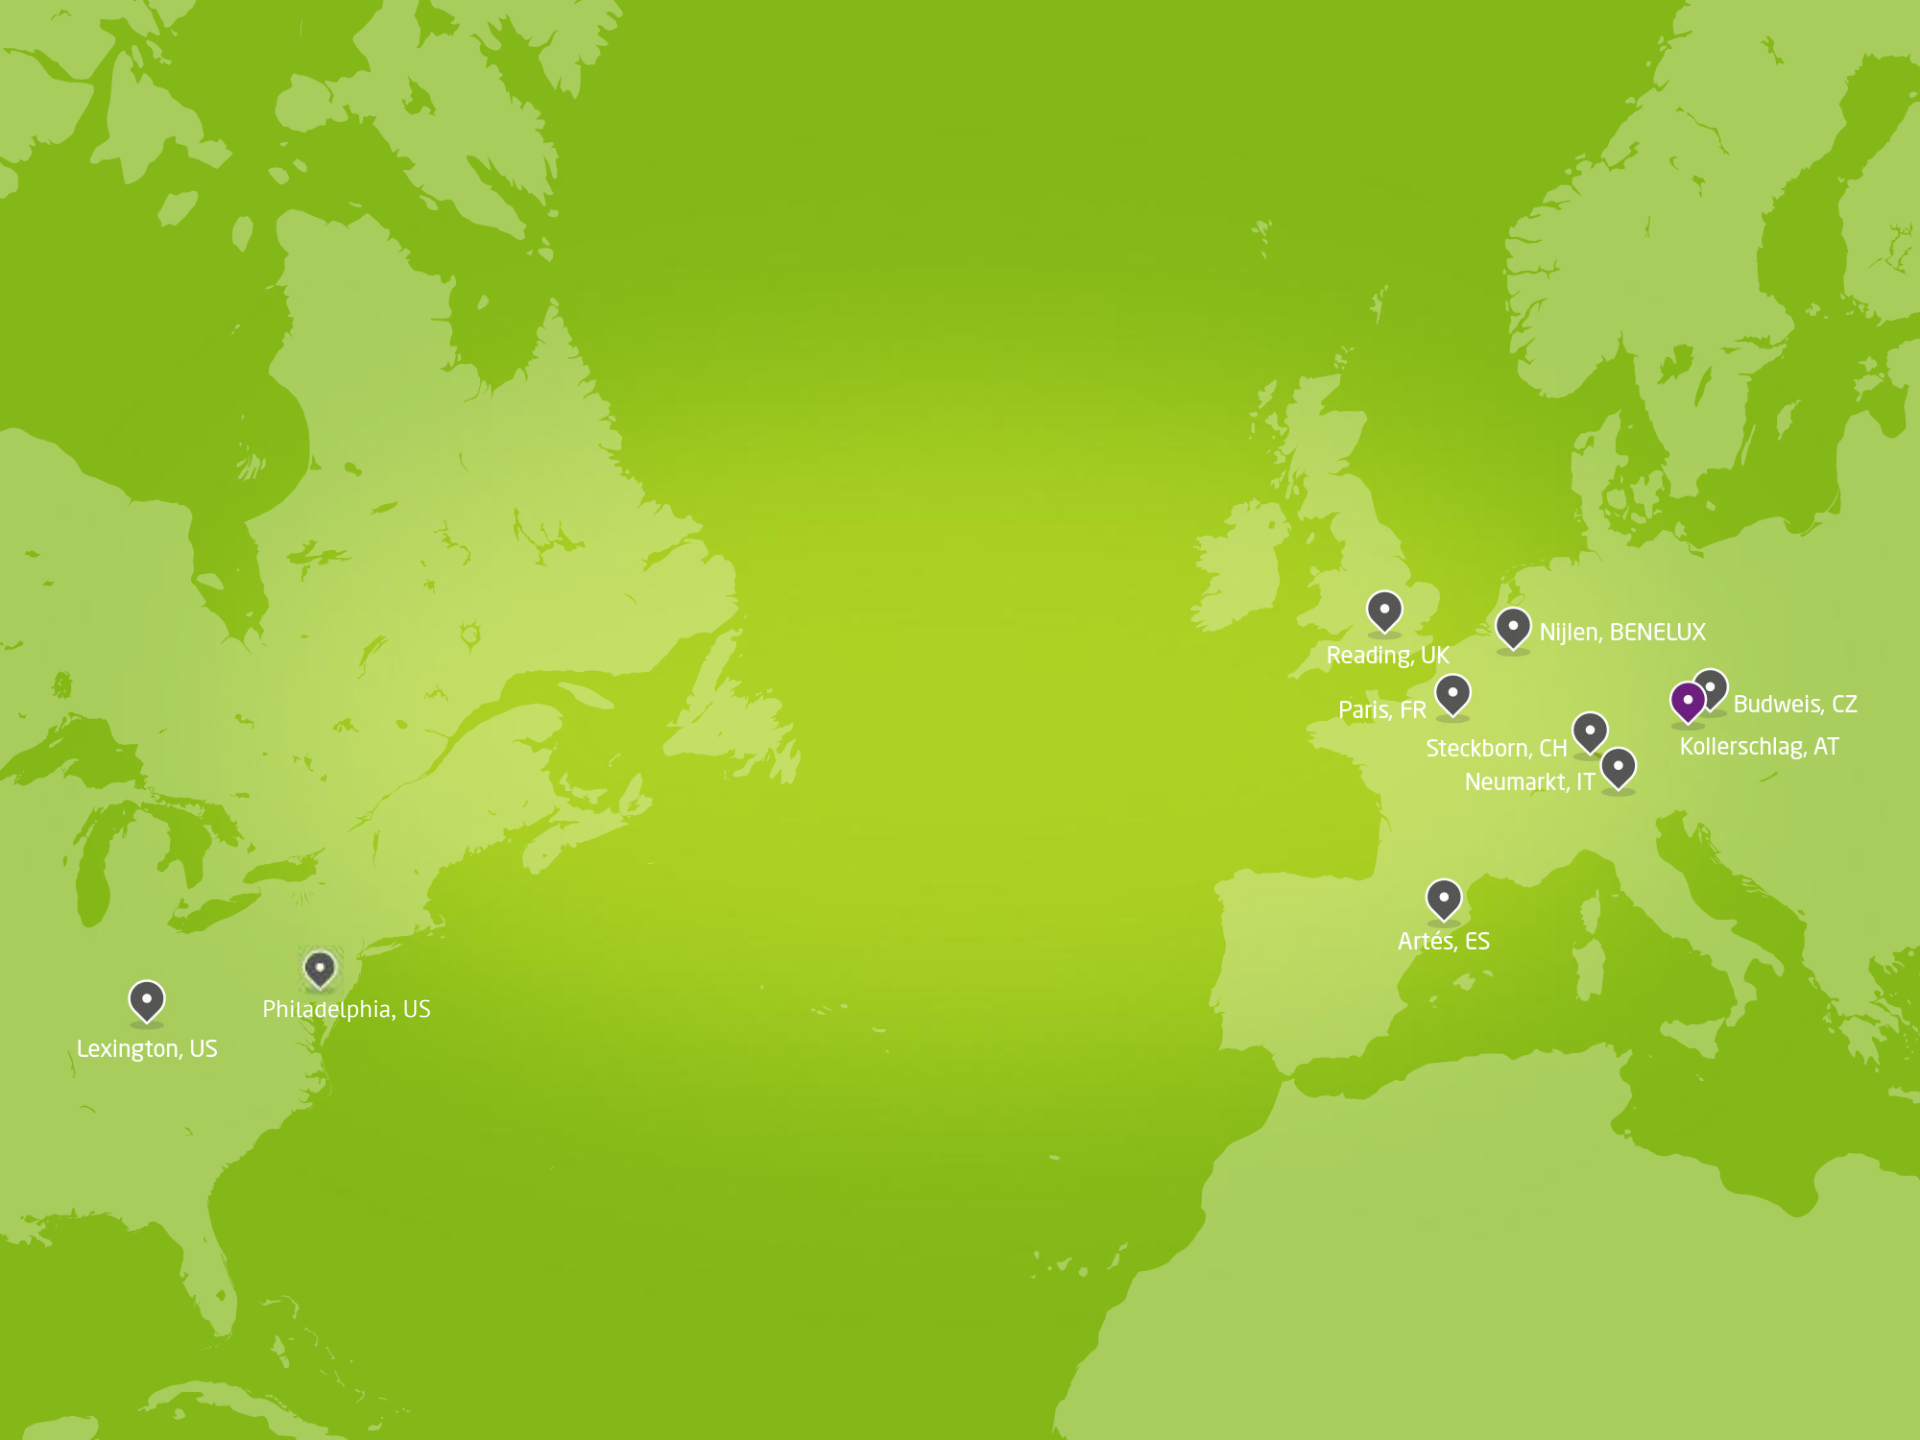 Nijlen, BENELUX
Reading, UK
Paris, FR
Budweis, CZ
Steckborn, CH
Kollerschlag, AT
Neumarkt, IT
Artés, ES
Philadelphia, US
Lexington, US